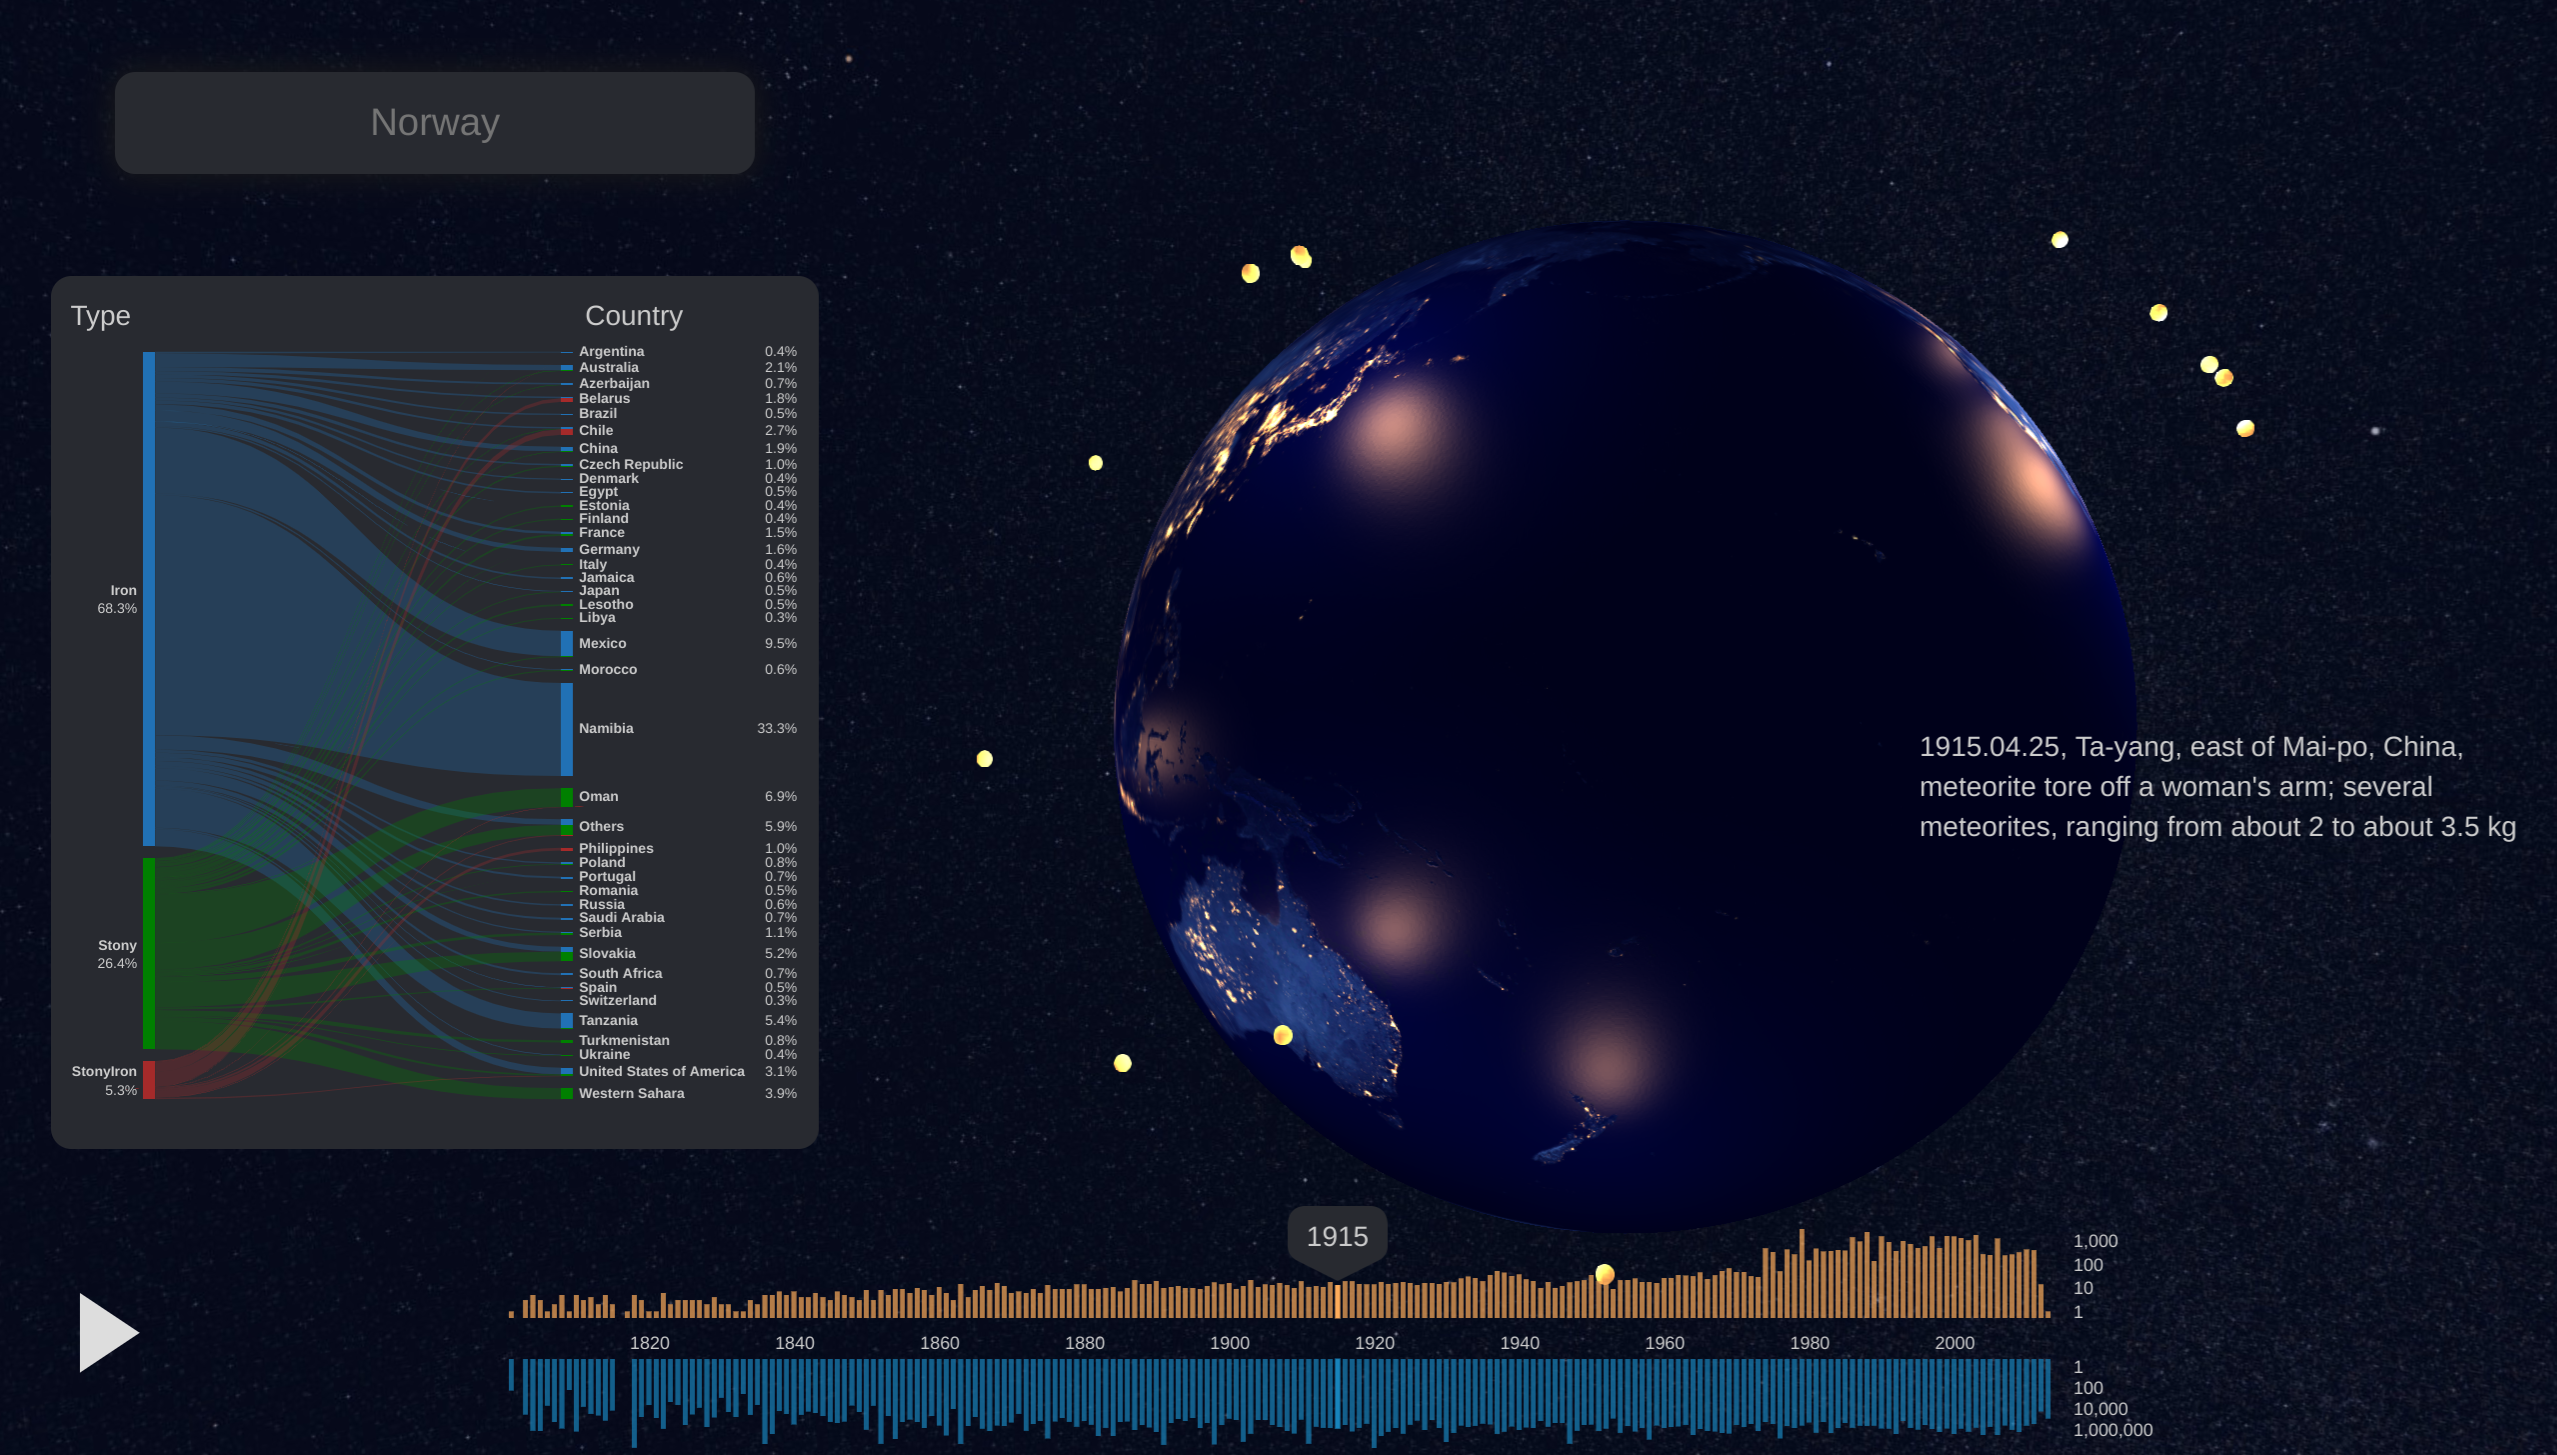 Norway
Type Country
Argentina 0.4%
Australia 2.1%
Azerbaijan 0.7%
Belarus 1.8%
Brazil 0.5%
Chile 2.7%
China 1.9%
Czech Republic 1.0%
Denmark 0.4%
Egypt 0.5%
Estonia 0.4%
Finland 0.4%
France 1.5%
Germany 1.6%
Italy 0.4%
Jamaica 0.6%
Japan 0.5%
Lesotho 0.5%
Libya 0.3%
Mexico 9.5%
Morocco 0.6%
Namibia 33.3%
Oman 6.9%
Others 5.9%
Philippines 1.0%
Poland 0.8%
Portugal 0.7%
Romania 0.5%
Russia 0.6%
Saudi Arabia 0.7%
Serbia 1.1%
Slovakia 5.2%
South Africa 0.7%
Spain 0.5%
Switzerland 0.3%
Tanzania 5.4%
Turkmenistan 0.8%
Ukraine 0.4%
United States of America 3.1%
Western Sahara 3.9%
Iron
68.3%
Stony
26.4%
StonyIron
5.3%
1915.04.25, Ta-yang, east of Mai-po, China,
meteorite tore off a woman's arm; several
meteorites, ranging from about 2 to about 3.5 kg
1915
1,000
100
10
1
1820 1840 1860 1880 1900 1920 1940 1960 1980 2000
1
100
10,000
1,000,000